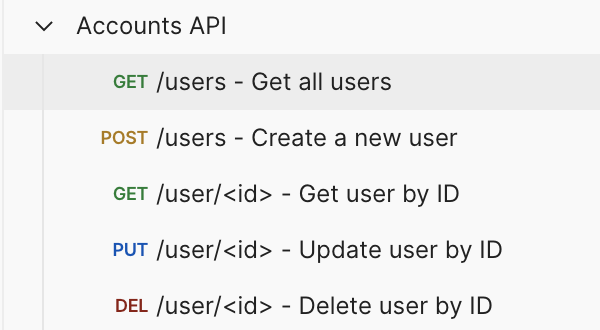 Accounts API
GET /users - Get all users
POST /users - Create a new user
GET /user/<id> - Get user by ID
PUT /user/<id> - Update user by ID
DEL /user/<id> - Delete user by ID